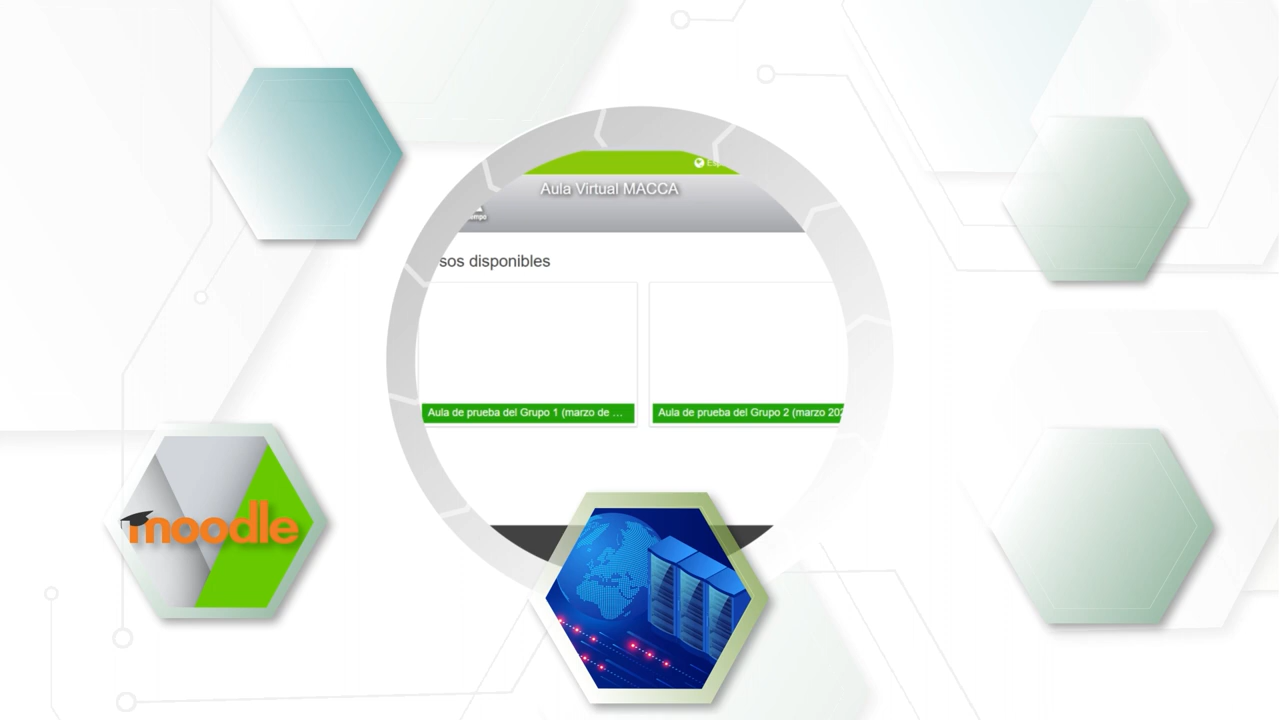 Aula Virtual MACCA
sos disponibles
Aula de prueba del Grupo 1 (marzo de ...
Aula de prueba del Grupo 2 (marzo 202
moodle